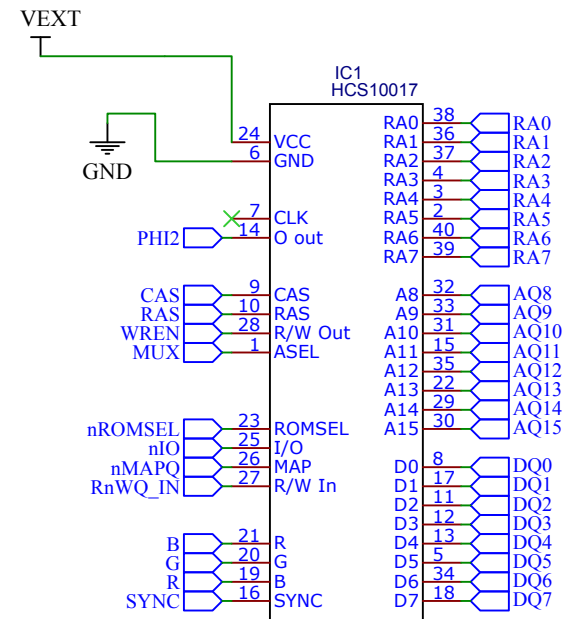 VEXT
IC1
HCS10017
GND
24 VCC
6 GND
7 CLK
PHI2 14 O out
CAS 9 CAS
RAS 10 RAS
WREN 28 R/W Out
MUX 1 ASEL
nROMSEL 23 ROMSEL
nIO 25 I/O
nMAPQ 26 MAP
RnWQ_IN 27 R/W In
B 21 R
G 20 G
R 19 B
SYNC 16 SYNC
RA0 38 RA0
RA1 36 RA1
RA2 37 RA2
RA3 4 RA3
RA4 3 RA4
RA5 2 RA5
RA6 40 RA6
RA7 39 RA7
A8 32 AQ8
A9 33 AQ9
A10 31 AQ10
A11 15 AQ11
A12 35 AQ12
A13 22 AQ13
A14 29 AQ14
A15 30 AQ15
D0 8 DQ0
D1 17 DQ1
D2 11 DQ2
D3 12 DQ3
D4 13 DQ4
D5 5 DQ5
D6 34 DQ6
D7 18 DQ7